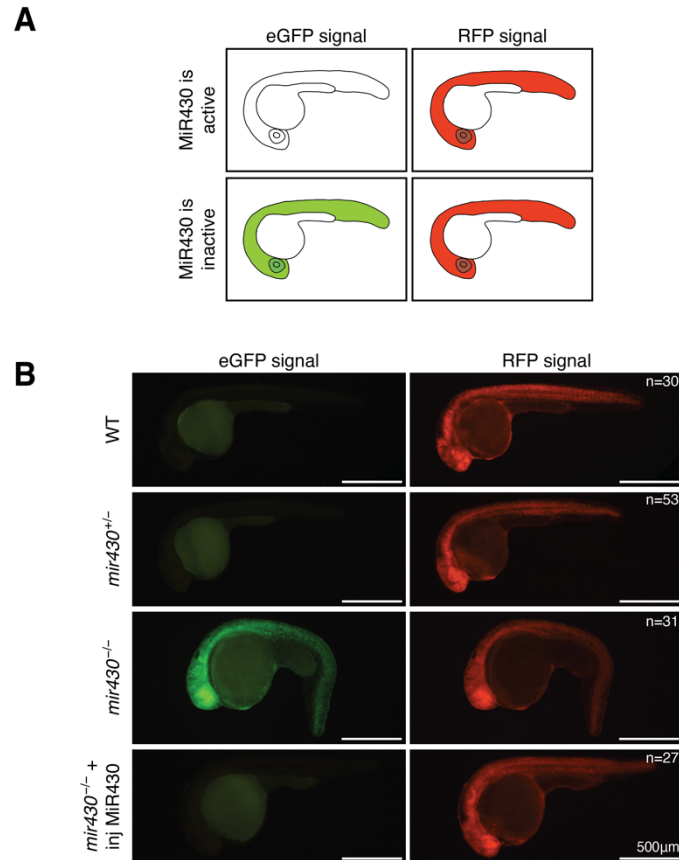 A
eGFP signal
RFP signal
MiR430 is
active
MiR430 is
inactive
B
eGFP signal
RFP signal
WT
n=30
mir430+/–
n=53
mir430–/–
n=31
mir430–/– +
inj MiR430
n=27
500µm